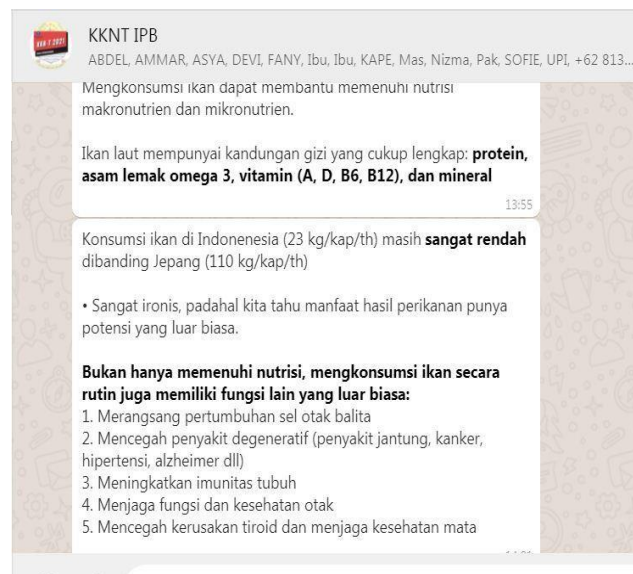 KKNT IPB
ABDEL, AMMAR, ASYA, DEVI, FANY, Ibu, Ibu, KAPE, Mas, Nizma, Pak, SOFIE, UPI, +62 813...
Mengkonsumsi ikan dapat membantu memenuhi nutrisi
makronutrien dan mikronutrien.
Ikan laut mempunyai kandungan gizi yang cukup lengkap: protein,
asam lemak omega 3, vitamin (A, D, B6, B12), dan mineral
13:55
Konsumsi ikan di Indonenesia (23 kg/kap/th) masih sangat rendah
dibanding Jepang (110 kg/kap/th)
• Sangat ironis, padahal kita tahu manfaat hasil perikanan punya
potensi yang luar biasa.
Bukan hanya memenuhi nutrisi, mengkonsumsi ikan secara
rutin juga memiliki fungsi lain yang luar biasa:
1. Merangsang pertumbuhan sel otak balita
2. Mencegah penyakit degeneratif (penyakit jantung, kanker,
hipertensi, alzheimer dll)
3. Meningkatkan imunitas tubuh
4. Menjaga fungsi dan kesehatan otak
5. Mencegah kerusakan tiroid dan menjaga kesehatan mata